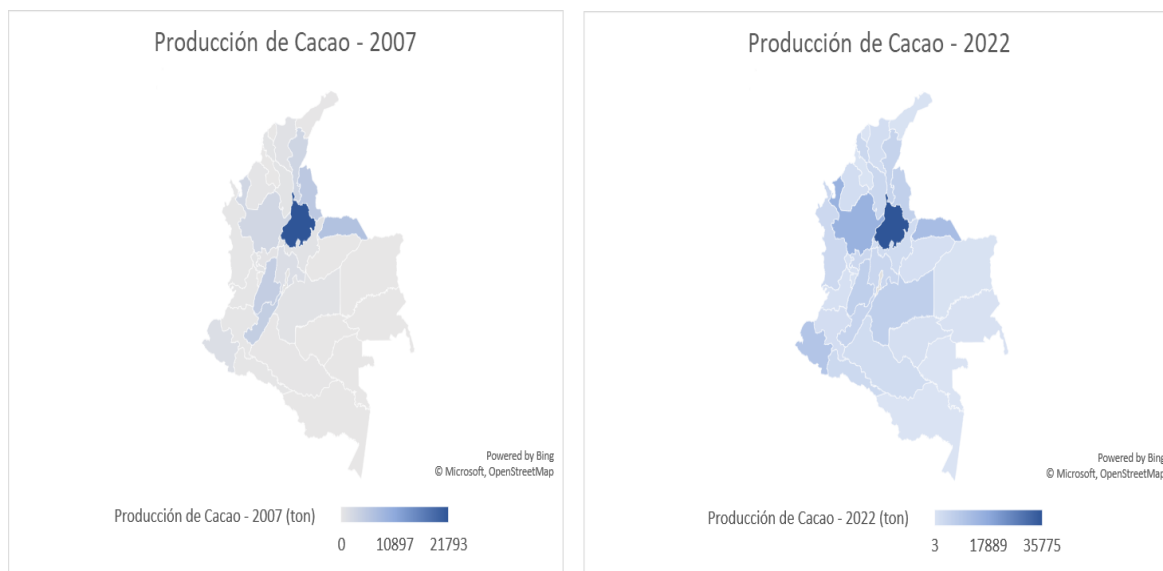 Producción de Cacao - 2007
Powered by Bing
© Microsoft, OpenStreetMap
Producción de Cacao - 2007 (ton)
0 10897 21793
Producción de Cacao - 2022
Powered by Bing
© Microsoft, OpenStreetMap
Producción de Cacao - 2022 (ton)
3 17889 35775